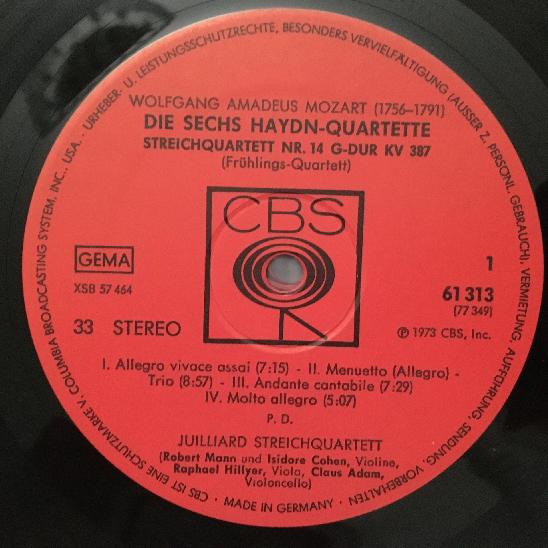 URHEBER- U. LEISTUNGSSCHUTZRECHTE, BESONDERS VERVIELFÄLTIGUNG (AUSSER Z. PERSONL. GEBRAUCH), VERMIETUNG, AUFFÜHRUNG, SENDUNG, VORBEHALTEN
WOLFGANG AMADEUS MOZART (1756–1791)
DIE SECHS HAYDN-QUARTETTE
STREICHQUARTETT NR. 14 G-DUR KV 387
(Frühlings-Quartett)
CBS
GEMA
XSB 57 464
33 STEREO
1
61 313
(77 349)
℗ 1973 CBS, Inc.
I. Allegro vivace assai (7:15) - II. Menuetto (Allegro) -
Trio (8:57) - III. Andante cantabile (7:29)
IV. Molto allegro (5:07)
P. D.
JUILLIARD STREICHQUARTETT
(Robert Mann und Isidore Cohen, Violine,
Raphael Hillyer, Viola, Claus Adam,
Violoncello)
CBS IST EINE SCHUTZMARKE V. COLUMBIA BROADCASTING SYSTEM, INC., USA. ·
· MADE IN GERMANY ·